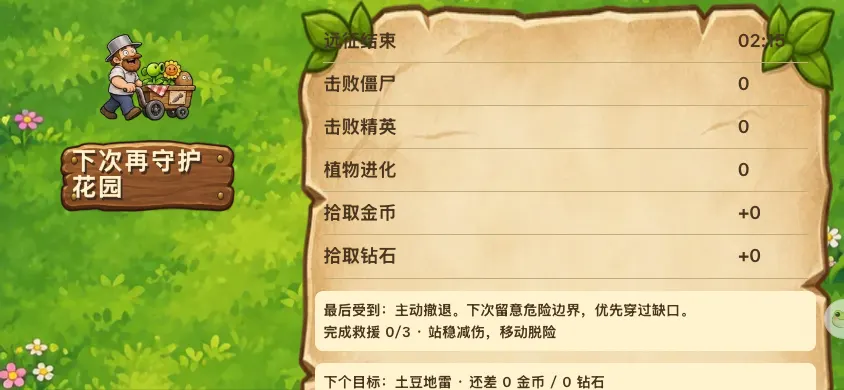 远征结束 02:15
击败僵尸 0
击败精英 0
植物进化 0
拾取金币 +0
拾取钻石 +0
下次再守护
花园
最后受到：主动撤退。下次留意危险边界，优先穿过缺口。
完成救援 0/3 · 站稳减伤，移动脱险
下个目标：土豆地雷 · 还差 0 金币 / 0 钻石